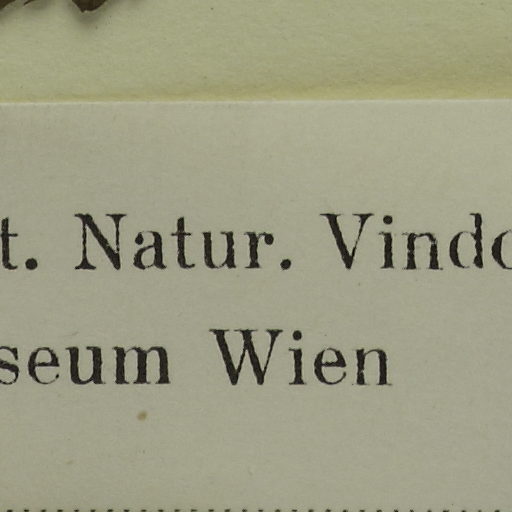 t. Natur. Vindo
seum Wien